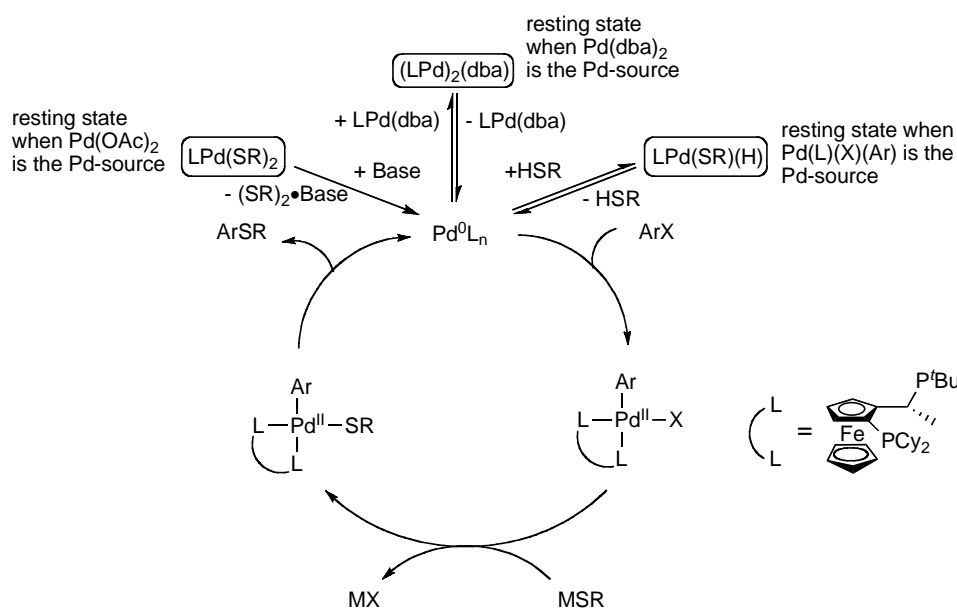 resting state
when Pd(dba)2
is the Pd-source
(LPd)2(dba)
resting state
when Pd(OAc)2
is the Pd-source
LPd(SR)2
+ LPd(dba)
- LPd(dba)
LPd(SR)(H)
resting state when
Pd(L)(X)(Ar) is the
Pd-source
+ Base
- (SR)2•Base
+HSR
- HSR
ArSR
Pd0Ln
ArX
Ar
L PdII SR
L
Ar
L PdII X
L
L
L
=
PtBu
Fe
PCy2
MX
MSR